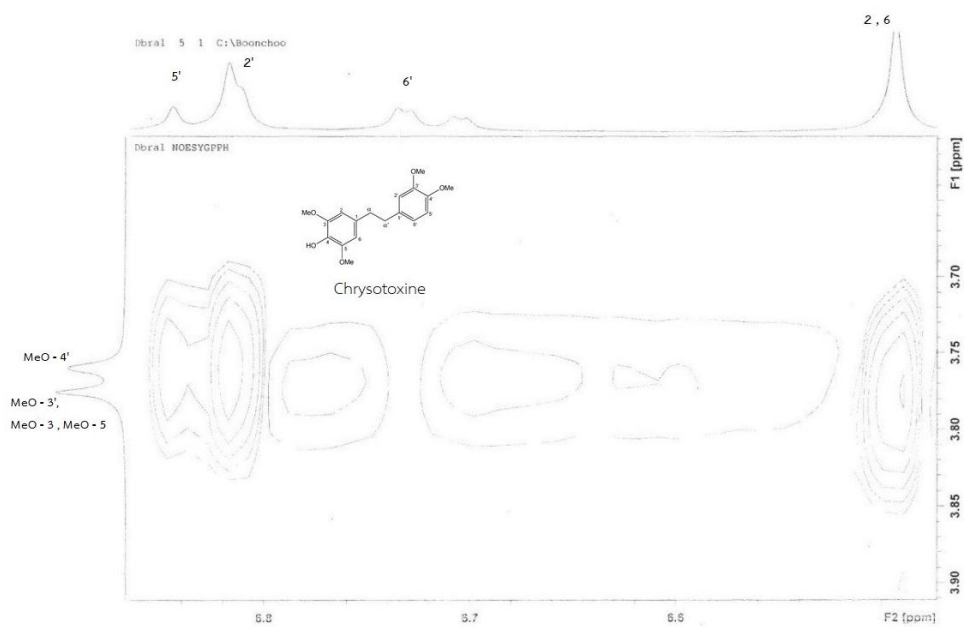 Dbra1 5 1 C:\Boonchoo
5' 2' 6' 2 , 6
Dbra1 NOESYGPPH
F1 [ppm]
3.70
3.75
3.80
3.85
3.90
OMe
OMe
MeO
HO
OMe
Chrysotoxine
MeO - 4'
MeO - 3',
MeO - 3 , MeO - 5
6.8 6.7 6.6 F2 [ppm]